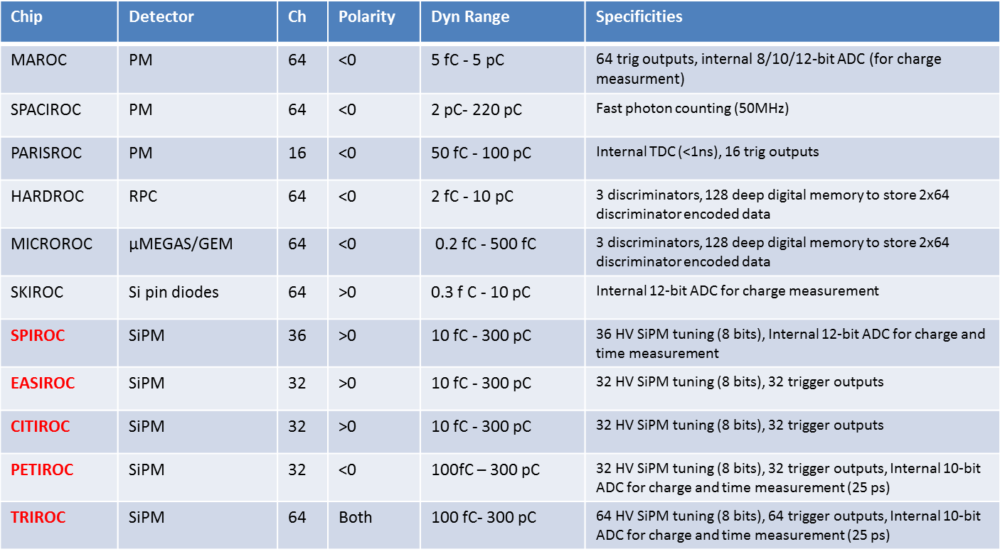 Chip Detector Ch Polarity Dyn Range Specificities
MAROC PM 64 <0 5 fC - 5 pC 64 trig outputs, internal 8/10/12-bit ADC (for charge
measurment)
SPACIROC PM 64 <0 2 pC- 220 pC Fast photon counting (50MHz)
PARISROC PM 16 <0 50 fC - 100 pC Internal TDC (<1ns), 16 trig outputs
HARDROC RPC 64 <0 2 fC - 10 pC 3 discriminators, 128 deep digital memory to store 2x64
discriminator encoded data
MICROROC µMEGAS/GEM 64 <0 0.2 fC - 500 fC 3 discriminators, 128 deep digital memory to store 2x64
discriminator encoded data
SKIROC Si pin diodes 64 >0 0.3 f C - 10 pC Internal 12-bit ADC for charge measurement
SPIROC SiPM 36 >0 10 fC - 300 pC 36 HV SiPM tuning (8 bits), Internal 12-bit ADC for charge and
time measurement
EASIROC SiPM 32 >0 10 fC - 300 pC 32 HV SiPM tuning (8 bits), 32 trigger outputs
CITIROC SiPM 32 >0 10 fC - 300 pC 32 HV SiPM tuning (8 bits), 32 trigger outputs
PETIROC SiPM 32 <0 100fC – 300 pC 32 HV SiPM tuning (8 bits), 32 trigger outputs, Internal 10-bit
ADC for charge and time measurement (25 ps)
TRIROC SiPM 64 Both 100 fC- 300 pC 64 HV SiPM tuning (8 bits), 64 trigger outputs, Internal 10-bit
ADC for charge and time measurement (25 ps)